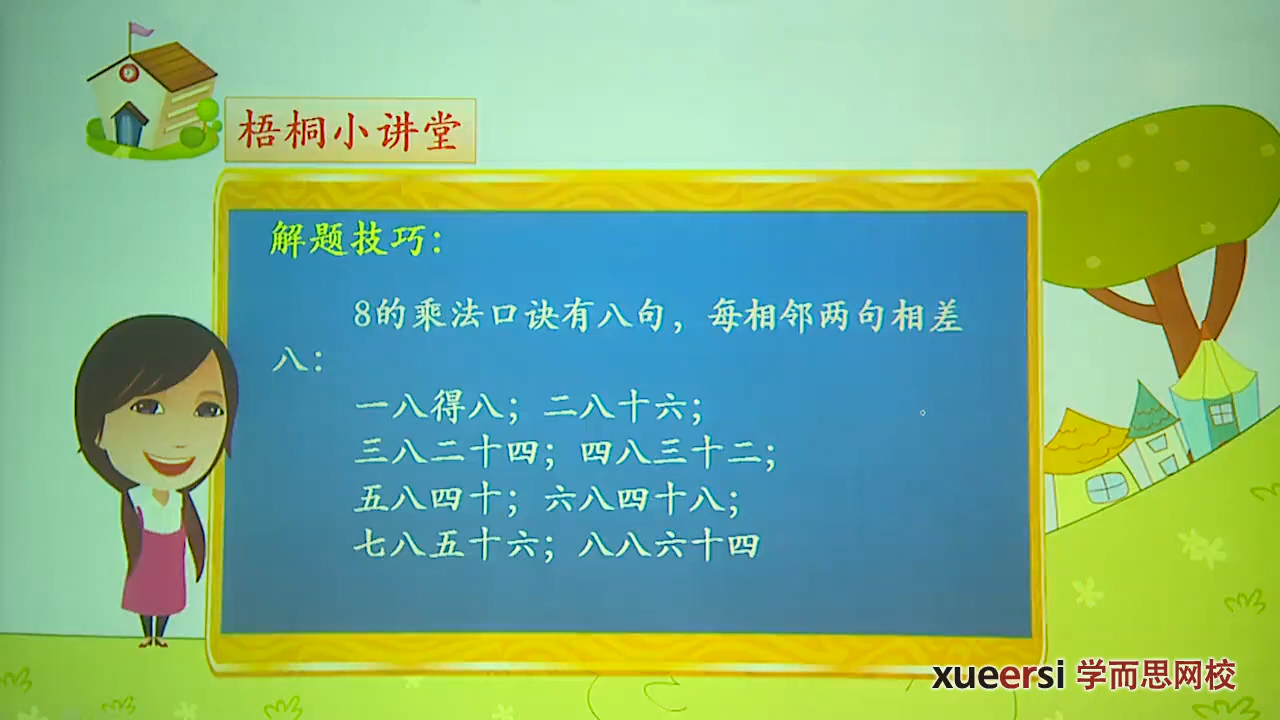 梧桐小讲堂
解题技巧：
8的乘法口诀有八句，每相邻两句相差
八：
一八得八；二八十六；
三八二十四；四八三十二；
五八四十；六八四十八；
七八五十六；八八六十四
xueersi 学而思网校